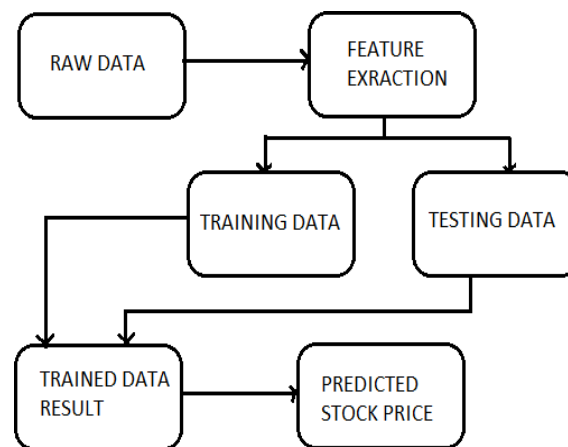 RAW DATA
FEATURE
EXRACTION
TRAINING DATA
TESTING DATA
TRAINED DATA
RESULT
PREDICTED
STOCK PRICE